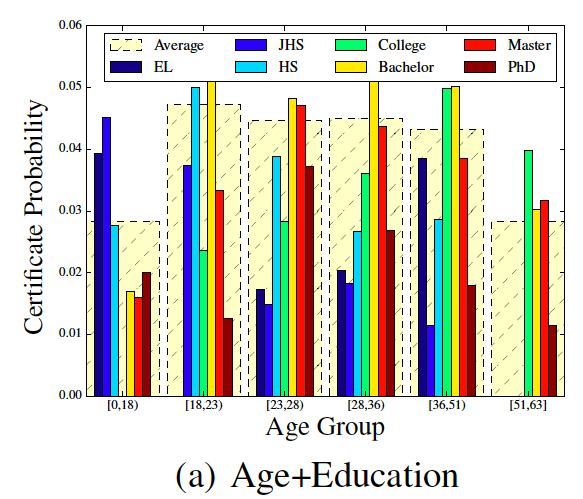 0.06
0.05
0.04
0.03
0.02
0.01
0.00
Certificate Probability
Average JHS College Master
EL HS Bachelor PhD
[0,18) [18,23) [23,28) [28,36) [36,51) [51,63]
Age Group
(a) Age+Education